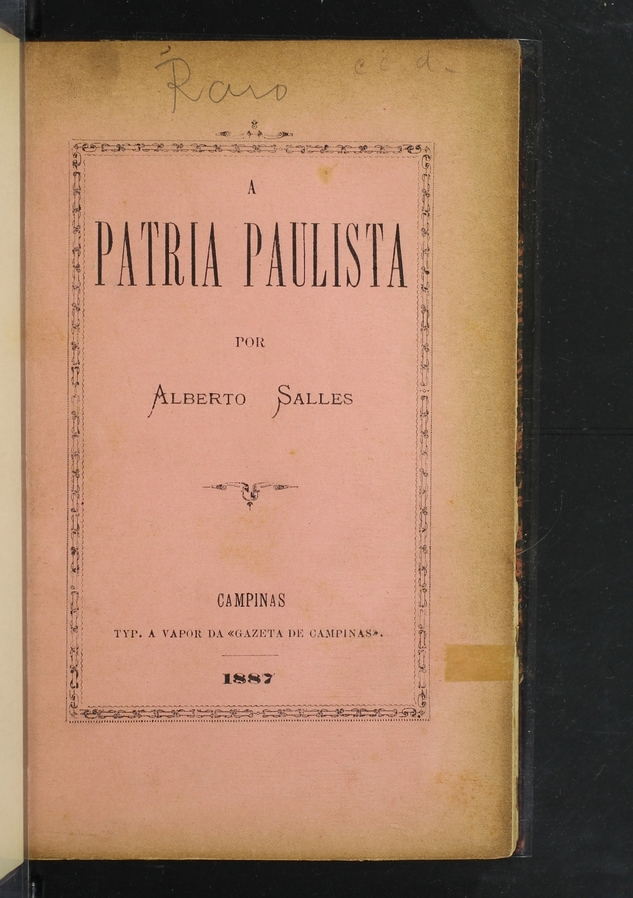 Raro
c i d.
A
PATRIA PAULISTA
POR
ALBERTO SALLES
CAMPINAS
TYP. A VAPOR DA «GAZETA DE CAMPINAS».
1887